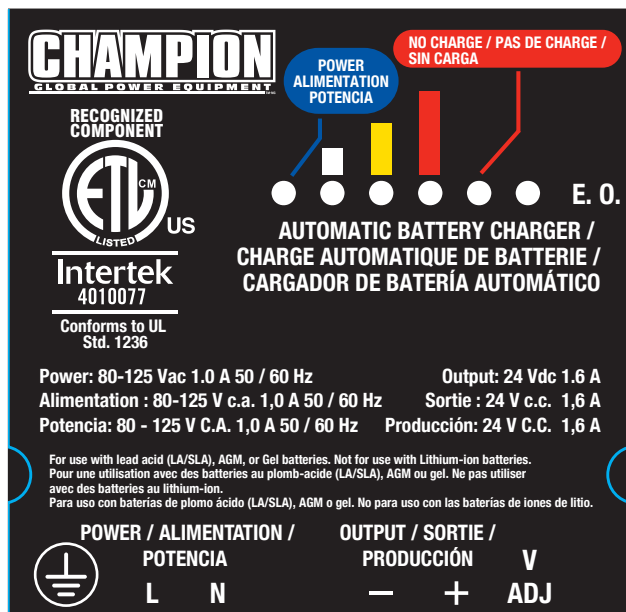 CHAMPION
GLOBAL POWER EQUIPMENT
RECOGNIZED
COMPONENT
ETL
CM
US
LISTED
Intertek
4010077
Conforms to UL
Std. 1236
POWER
ALIMENTATION
POTENCIA
NO CHARGE / PAS DE CHARGE /
SIN CARGA
E. O.
AUTOMATIC BATTERY CHARGER /
CHARGE AUTOMATIQUE DE BATTERIE /
CARGADOR DE BATERÍA AUTOMÁTICO
Power: 80-125 Vac 1.0 A 50 / 60 Hz
Output: 24 Vdc 1.6 A
Alimentation : 80-125 V c.a. 1,0 A 50 / 60 Hz
Sortie : 24 V c.c. 1,6 A
Potencia: 80 - 125 V C.A. 1,0 A 50 / 60 Hz
Producción: 24 V C.C. 1,6 A
For use with lead acid (LA/SLA), AGM, or Gel batteries. Not for use with Lithium-ion batteries.
Pour une utilisation avec des batteries au plomb-acide (LA/SLA), AGM ou gel. Ne pas utiliser
avec des batteries au lithium-ion.
Para uso con baterías de plomo ácido (LA/SLA), AGM o gel. No para uso con las baterías de iones de litio.
POWER / ALIMENTATION /
POTENCIA
L N
OUTPUT / SORTIE /
PRODUCCIÓN
V
− + ADJ